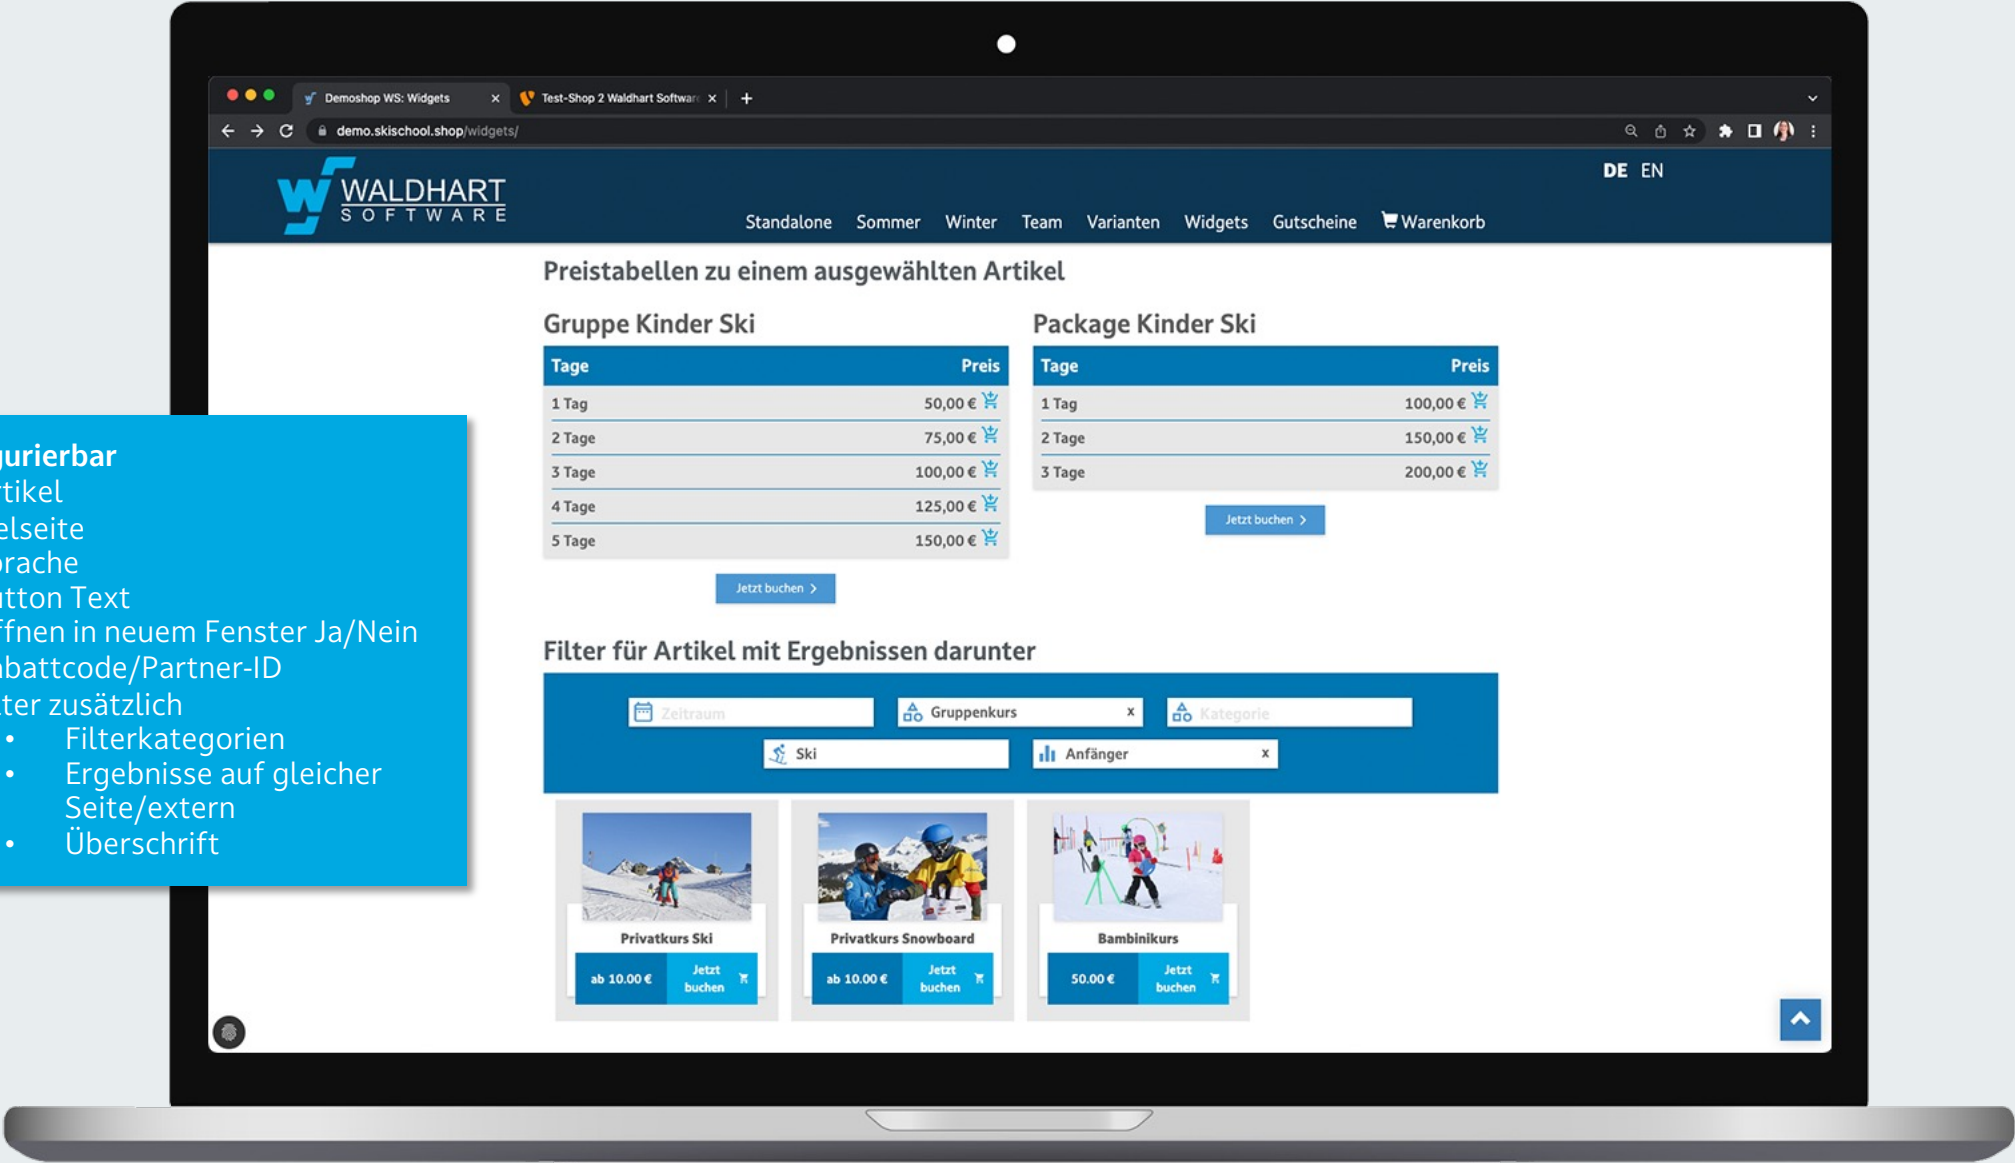 Demoshop WS: Widgets
Test-Shop 2 Waldhart Softwar
demo.skischool.shop/widgets/
WALDHART
SOFTWARE
DE EN
Standalone Sommer Winter Team Varianten Widgets Gutscheine Warenkorb
Preistabellen zu einem ausgewählten Artikel
Gruppe Kinder Ski
Tage Preis
1 Tag 50,00 €
2 Tage 75,00 €
3 Tage 100,00 €
4 Tage 125,00 €
5 Tage 150,00 €
Jetzt buchen >
Package Kinder Ski
Tage Preis
1 Tag 100,00 €
2 Tage 150,00 €
3 Tage 200,00 €
Jetzt buchen >
gurierbar
rtikel
elseite
prache
utton Text
ffnen in neuem Fenster Ja/Nein
abattcode/Partner-ID
lter zusätzlich
• Filterkategorien
• Ergebnisse auf gleicher
Seite/extern
• Überschrift
Filter für Artikel mit Ergebnissen darunter
Zeitraum Gruppenkurs x Kategorie
Ski Anfänger x
Privatkurs Ski
ab 10.00 € Jetzt
buchen
Privatkurs Snowboard
ab 10.00 € Jetzt
buchen
Bambinikurs
50.00 € Jetzt
buchen